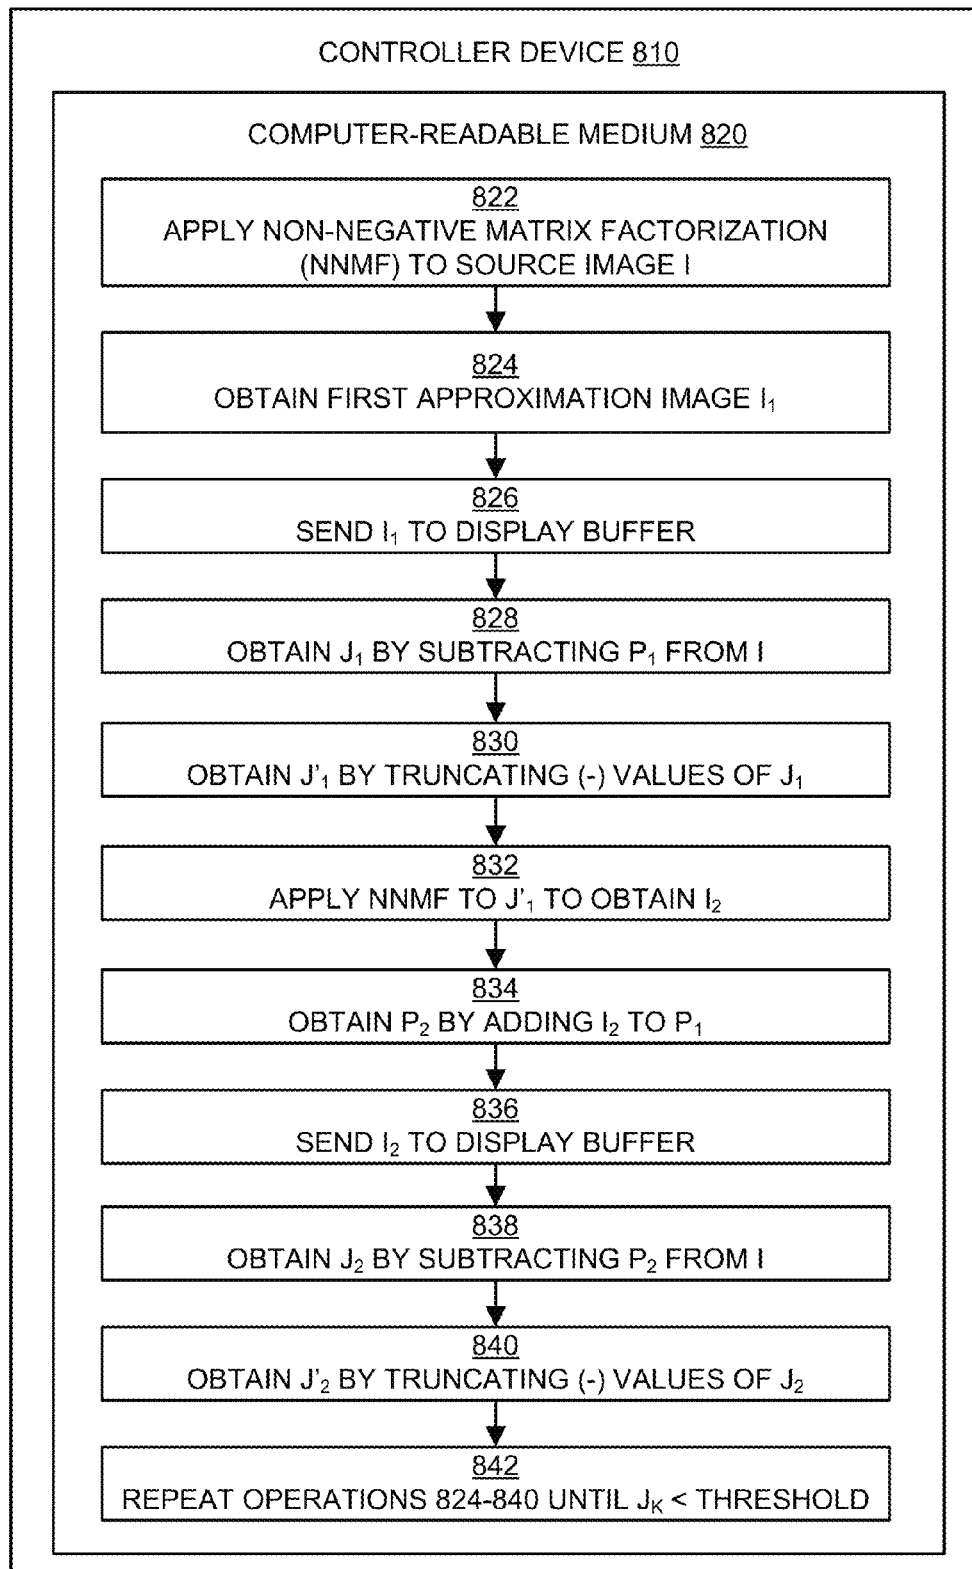 CONTROLLER DEVICE 810
COMPUTER-READABLE MEDIUM 820
822
APPLY NON-NEGATIVE MATRIX FACTORIZATION
(NNMF) TO SOURCE IMAGE I
824
OBTAIN FIRST APPROXIMATION IMAGE I₁
826
SEND I₁ TO DISPLAY BUFFER
828
OBTAIN J₁ BY SUBTRACTING P₁ FROM I
830
OBTAIN J'₁ BY TRUNCATING (-) VALUES OF J₁
832
APPLY NNMF TO J'₁ TO OBTAIN I₂
834
OBTAIN P₂ BY ADDING I₂ TO P₁
836
SEND I₂ TO DISPLAY BUFFER
838
OBTAIN J₂ BY SUBTRACTING P₂ FROM I
840
OBTAIN J'₂ BY TRUNCATING (-) VALUES OF J₂
842
REPEAT OPERATIONS 824-840 UNTIL J_K < THRESHOLD